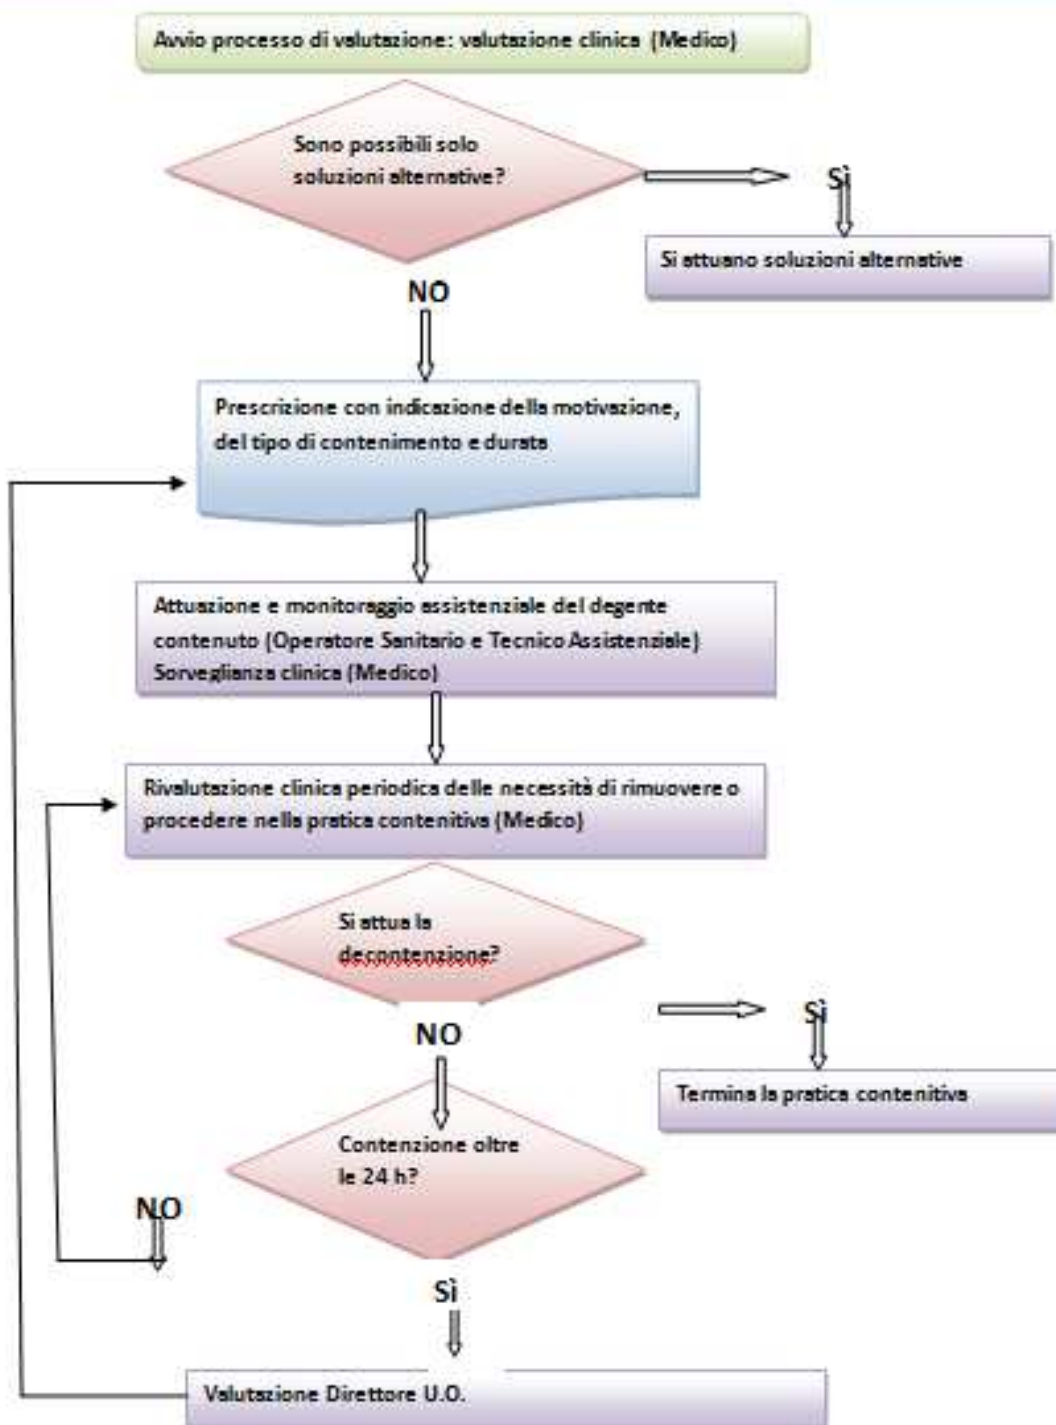 Avvio processo di valutazione: valutazione clinica (Medico)
Sono possibili solo
soluzioni alternative?
Sì
Si attuano soluzioni alternative
NO
Prescrizione con indicazione della motivazione,
del tipo di contenimento e durata
Attuazione e monitoraggio assistenziale del degente
contenuto (Operatore Sanitario e Tecnico Assistenziale)
Sorveglianza clinica (Medico)
Rivalutazione clinica periodica delle necessità di rimuovere o
procedere nella pratica contenitiva (Medico)
Si attua la
decontenzione?
Sì
NO
Termina la pratica contenitiva
Contenzione oltre
le 24 h?
NO
Sì
Valutazione Direttore U.O.